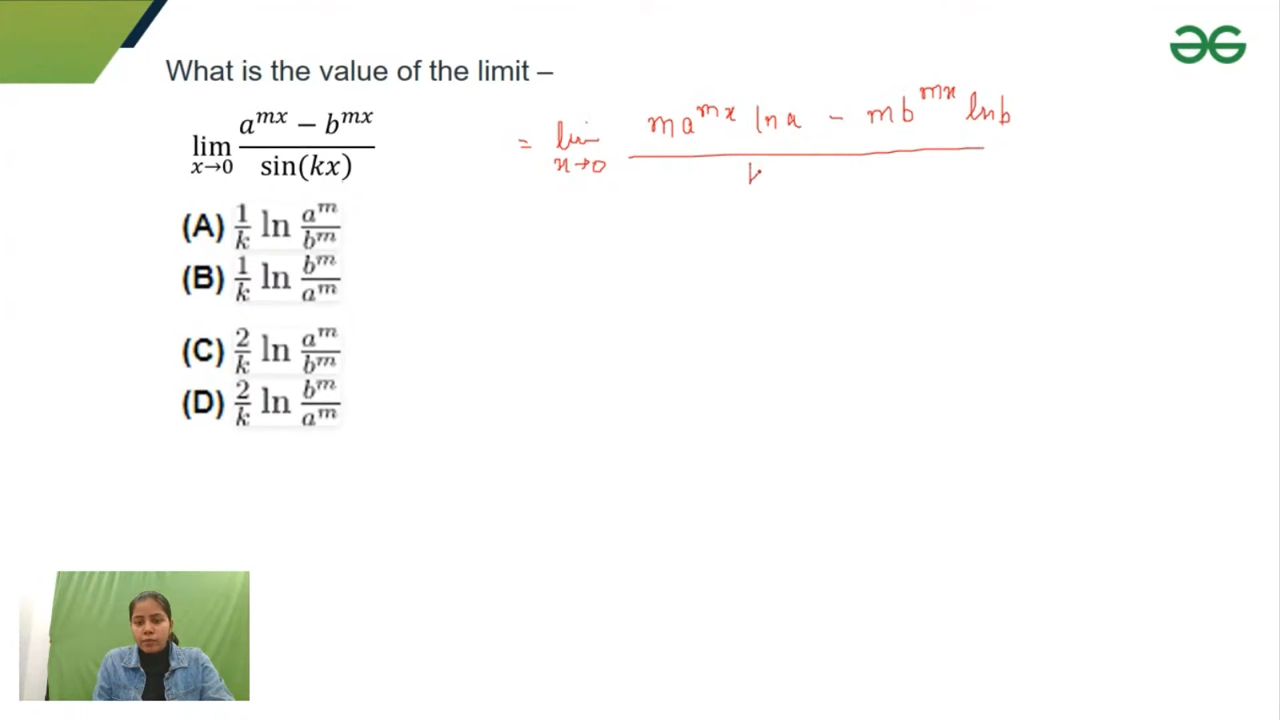 What is the value of the limit –
lim x→0 (a^{mx} − b^{mx}) / sin(kx)
= lim x→0 (ma^{mx} ln a − mb^{mx} ln b) / k
(A) 1/k ln a^m/b^m
(B) 1/k ln b^m/a^m
(C) 2/k ln a^m/b^m
(D) 2/k ln b^m/a^m